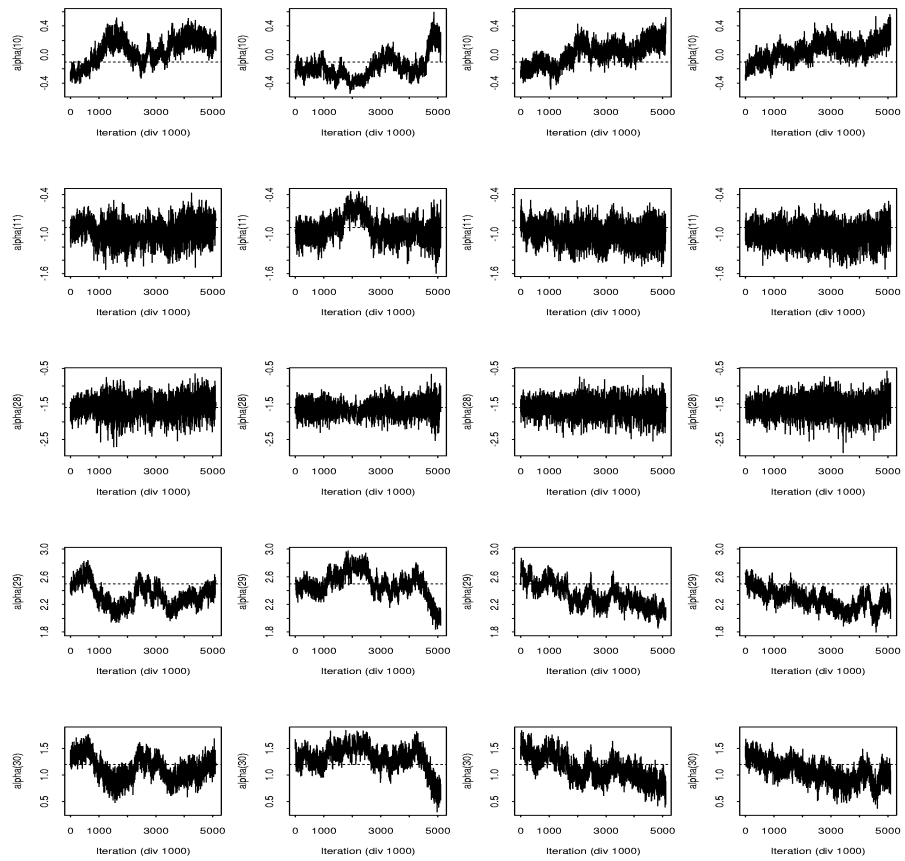 alpha(10) 0.4 0.0 -0.4 alpha(10) 0.4 0.0 -0.4 alpha(10) 0.4 0.0 -0.4 alpha(10) 0.4 0.0 -0.4
0 1000 3000 5000 0 1000 3000 5000 0 1000 3000 5000 0 1000 3000 5000
Iteration (div 1000) Iteration (div 1000) Iteration (div 1000) Iteration (div 1000)
alpha(11) -0.4 -1.0 -1.6 alpha(11) -0.4 -1.0 -1.6 alpha(11) -0.4 -1.0 -1.6 alpha(11) -0.4 -1.0 -1.6
0 1000 3000 5000 0 1000 3000 5000 0 1000 3000 5000 0 1000 3000 5000
Iteration (div 1000) Iteration (div 1000) Iteration (div 1000) Iteration (div 1000)
alpha(28) -0.5 -1.5 -2.5 alpha(28) -0.5 -1.5 -2.5 alpha(28) -0.5 -1.5 -2.5 alpha(28) -0.5 -1.5 -2.5
0 1000 3000 5000 0 1000 3000 5000 0 1000 3000 5000 0 1000 3000 5000
Iteration (div 1000) Iteration (div 1000) Iteration (div 1000) Iteration (div 1000)
alpha(29) 3.0 2.6 2.2 1.8 alpha(29) 3.0 2.6 2.2 1.8 alpha(29) 3.0 2.6 2.2 1.8 alpha(29) 3.0 2.6 2.2 1.8
0 1000 3000 5000 0 1000 3000 5000 0 1000 3000 5000 0 1000 3000 5000
Iteration (div 1000) Iteration (div 1000) Iteration (div 1000) Iteration (div 1000)
alpha(30) 1.5 1.0 0.5 alpha(30) 1.5 1.0 0.5 alpha(30) 1.5 1.0 0.5 alpha(30) 1.5 1.0 0.5
0 1000 3000 5000 0 1000 3000 5000 0 1000 3000 5000 0 1000 3000 5000
Iteration (div 1000) Iteration (div 1000) Iteration (div 1000) Iteration (div 1000)